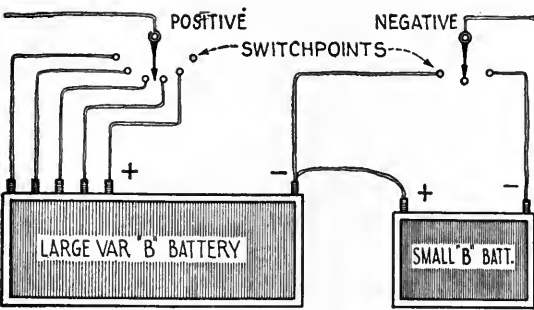 POSITIVE
NEGATIVE
SWITCHPOINTS
+
-
+
-
LARGE VAR "B" BATTERY
SMALL "B" BATT.